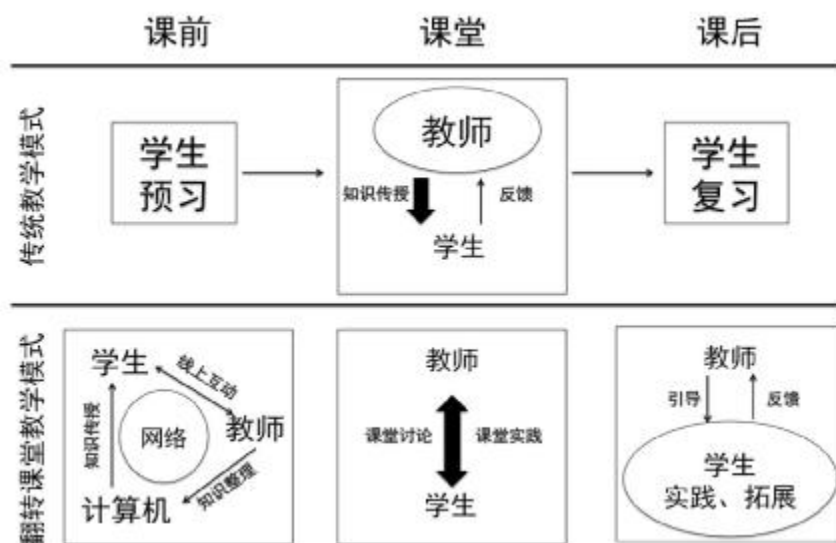 课前
课堂
课后
传统教学模式
学生
预习
教师
知识传授
反馈
学生
学生
复习
翻转课堂教学模式
学生
线上互动
知识传授
网络
教师
计算机
知识整理
教师
课堂讨论
课堂实践
学生
教师
引导
反馈
学生
实践、拓展